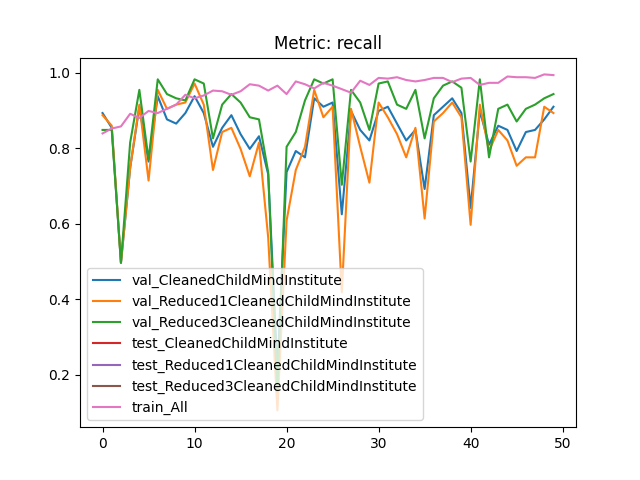 Metric: recall
1.0
0.8
0.6
0.4
0.2
val_CleanedChildMindInstitute
val_Reduced1CleanedChildMindInstitute
val_Reduced3CleanedChildMindInstitute
test_CleanedChildMindInstitute
test_Reduced1CleanedChildMindInstitute
test_Reduced3CleanedChildMindInstitute
train_All
0 10 20 30 40 50